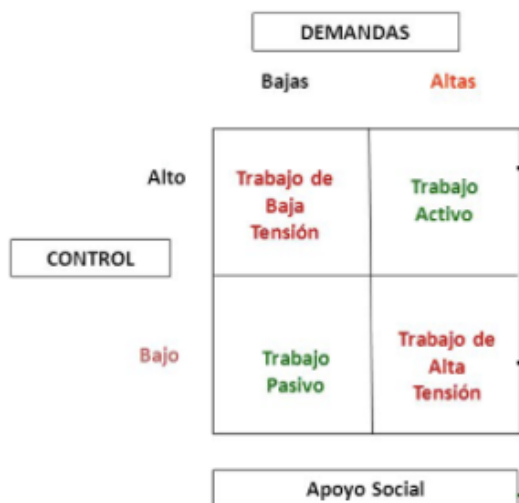 DEMANDAS
Bajas Altas
Alto
Trabajo de
Baja
Tensión
Trabajo
Activo
CONTROL
Bajo
Trabajo
Pasivo
Trabajo de
Alta
Tensión
Apoyo Social